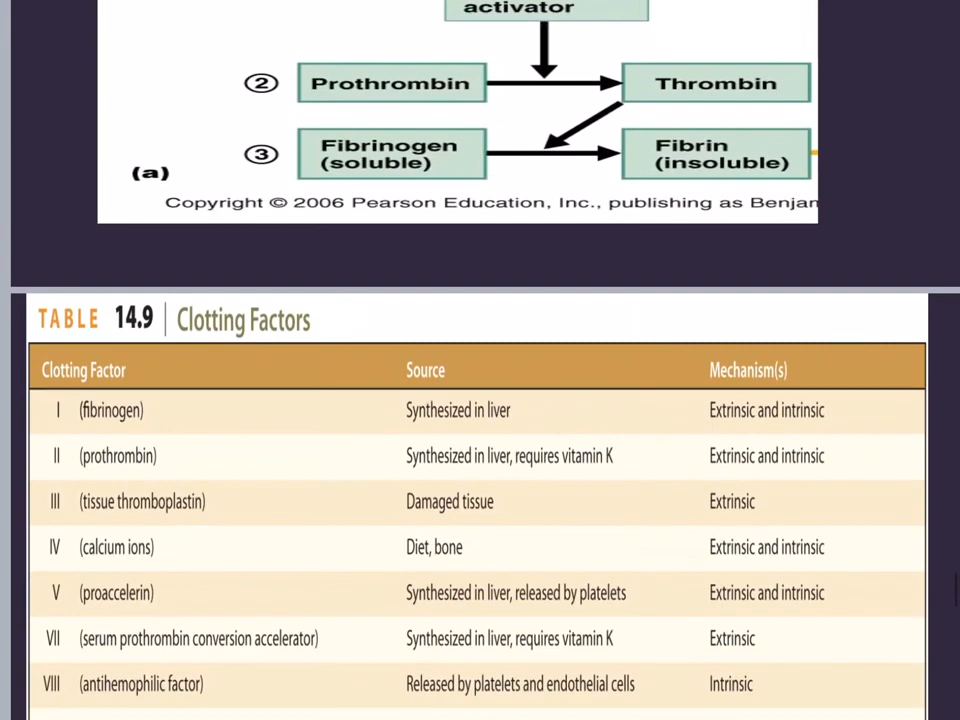 activator
② Prothrombin Thrombin
③ Fibrinogen (soluble) Fibrin (insoluble)
(a)
Copyright © 2006 Pearson Education, Inc., publishing as Benjam
TABLE 14.9 | Clotting Factors
Clotting Factor Source Mechanism(s)
I (fibrinogen) Synthesized in liver Extrinsic and intrinsic
II (prothrombin) Synthesized in liver, requires vitamin K Extrinsic and intrinsic
III (tissue thromboplastin) Damaged tissue Extrinsic
IV (calcium ions) Diet, bone Extrinsic and intrinsic
V (proaccelerin) Synthesized in liver, released by platelets Extrinsic and intrinsic
VII (serum prothrombin conversion accelerator) Synthesized in liver, requires vitamin K Extrinsic
VIII (antihemophilic factor) Released by platelets and endothelial cells Intrinsic